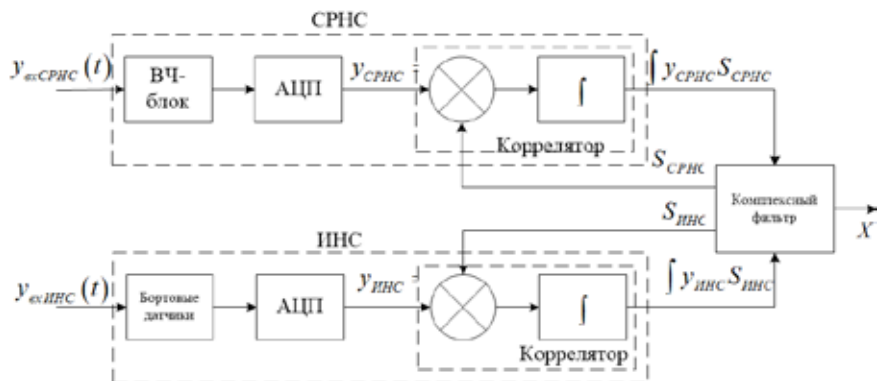 СРНС
y_вхСРНС(t)
ВЧ-
блок
АЦП
y_СРНС
∫
∫ y_СРНС S_СРНС
Коррелятор
S_СРНС
Комплексный
фильтр
X
S_ИНС
ИНС
y_вхИНС(t)
Бортовые
датчики
АЦП
y_ИНС
∫
∫ y_ИНС S_ИНС
Коррелятор